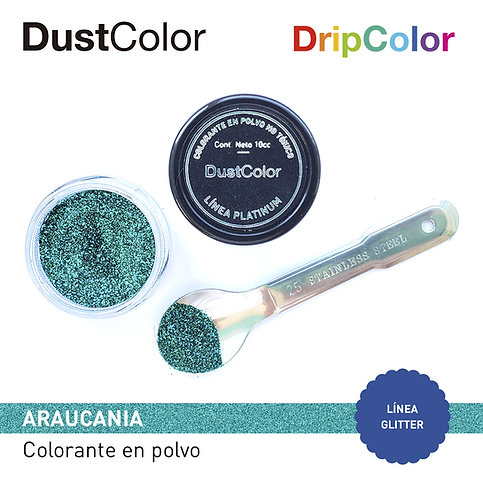 DustColor
DripColor
COLORANTE EN POLVO NO TÓXICO
Cont. Neto 10cc
DustColor
LÍNEA PLATINUM
25 STAINLESS STEEL
ARAUCANIA
Colorante en polvo
LÍNEA
GLITTER